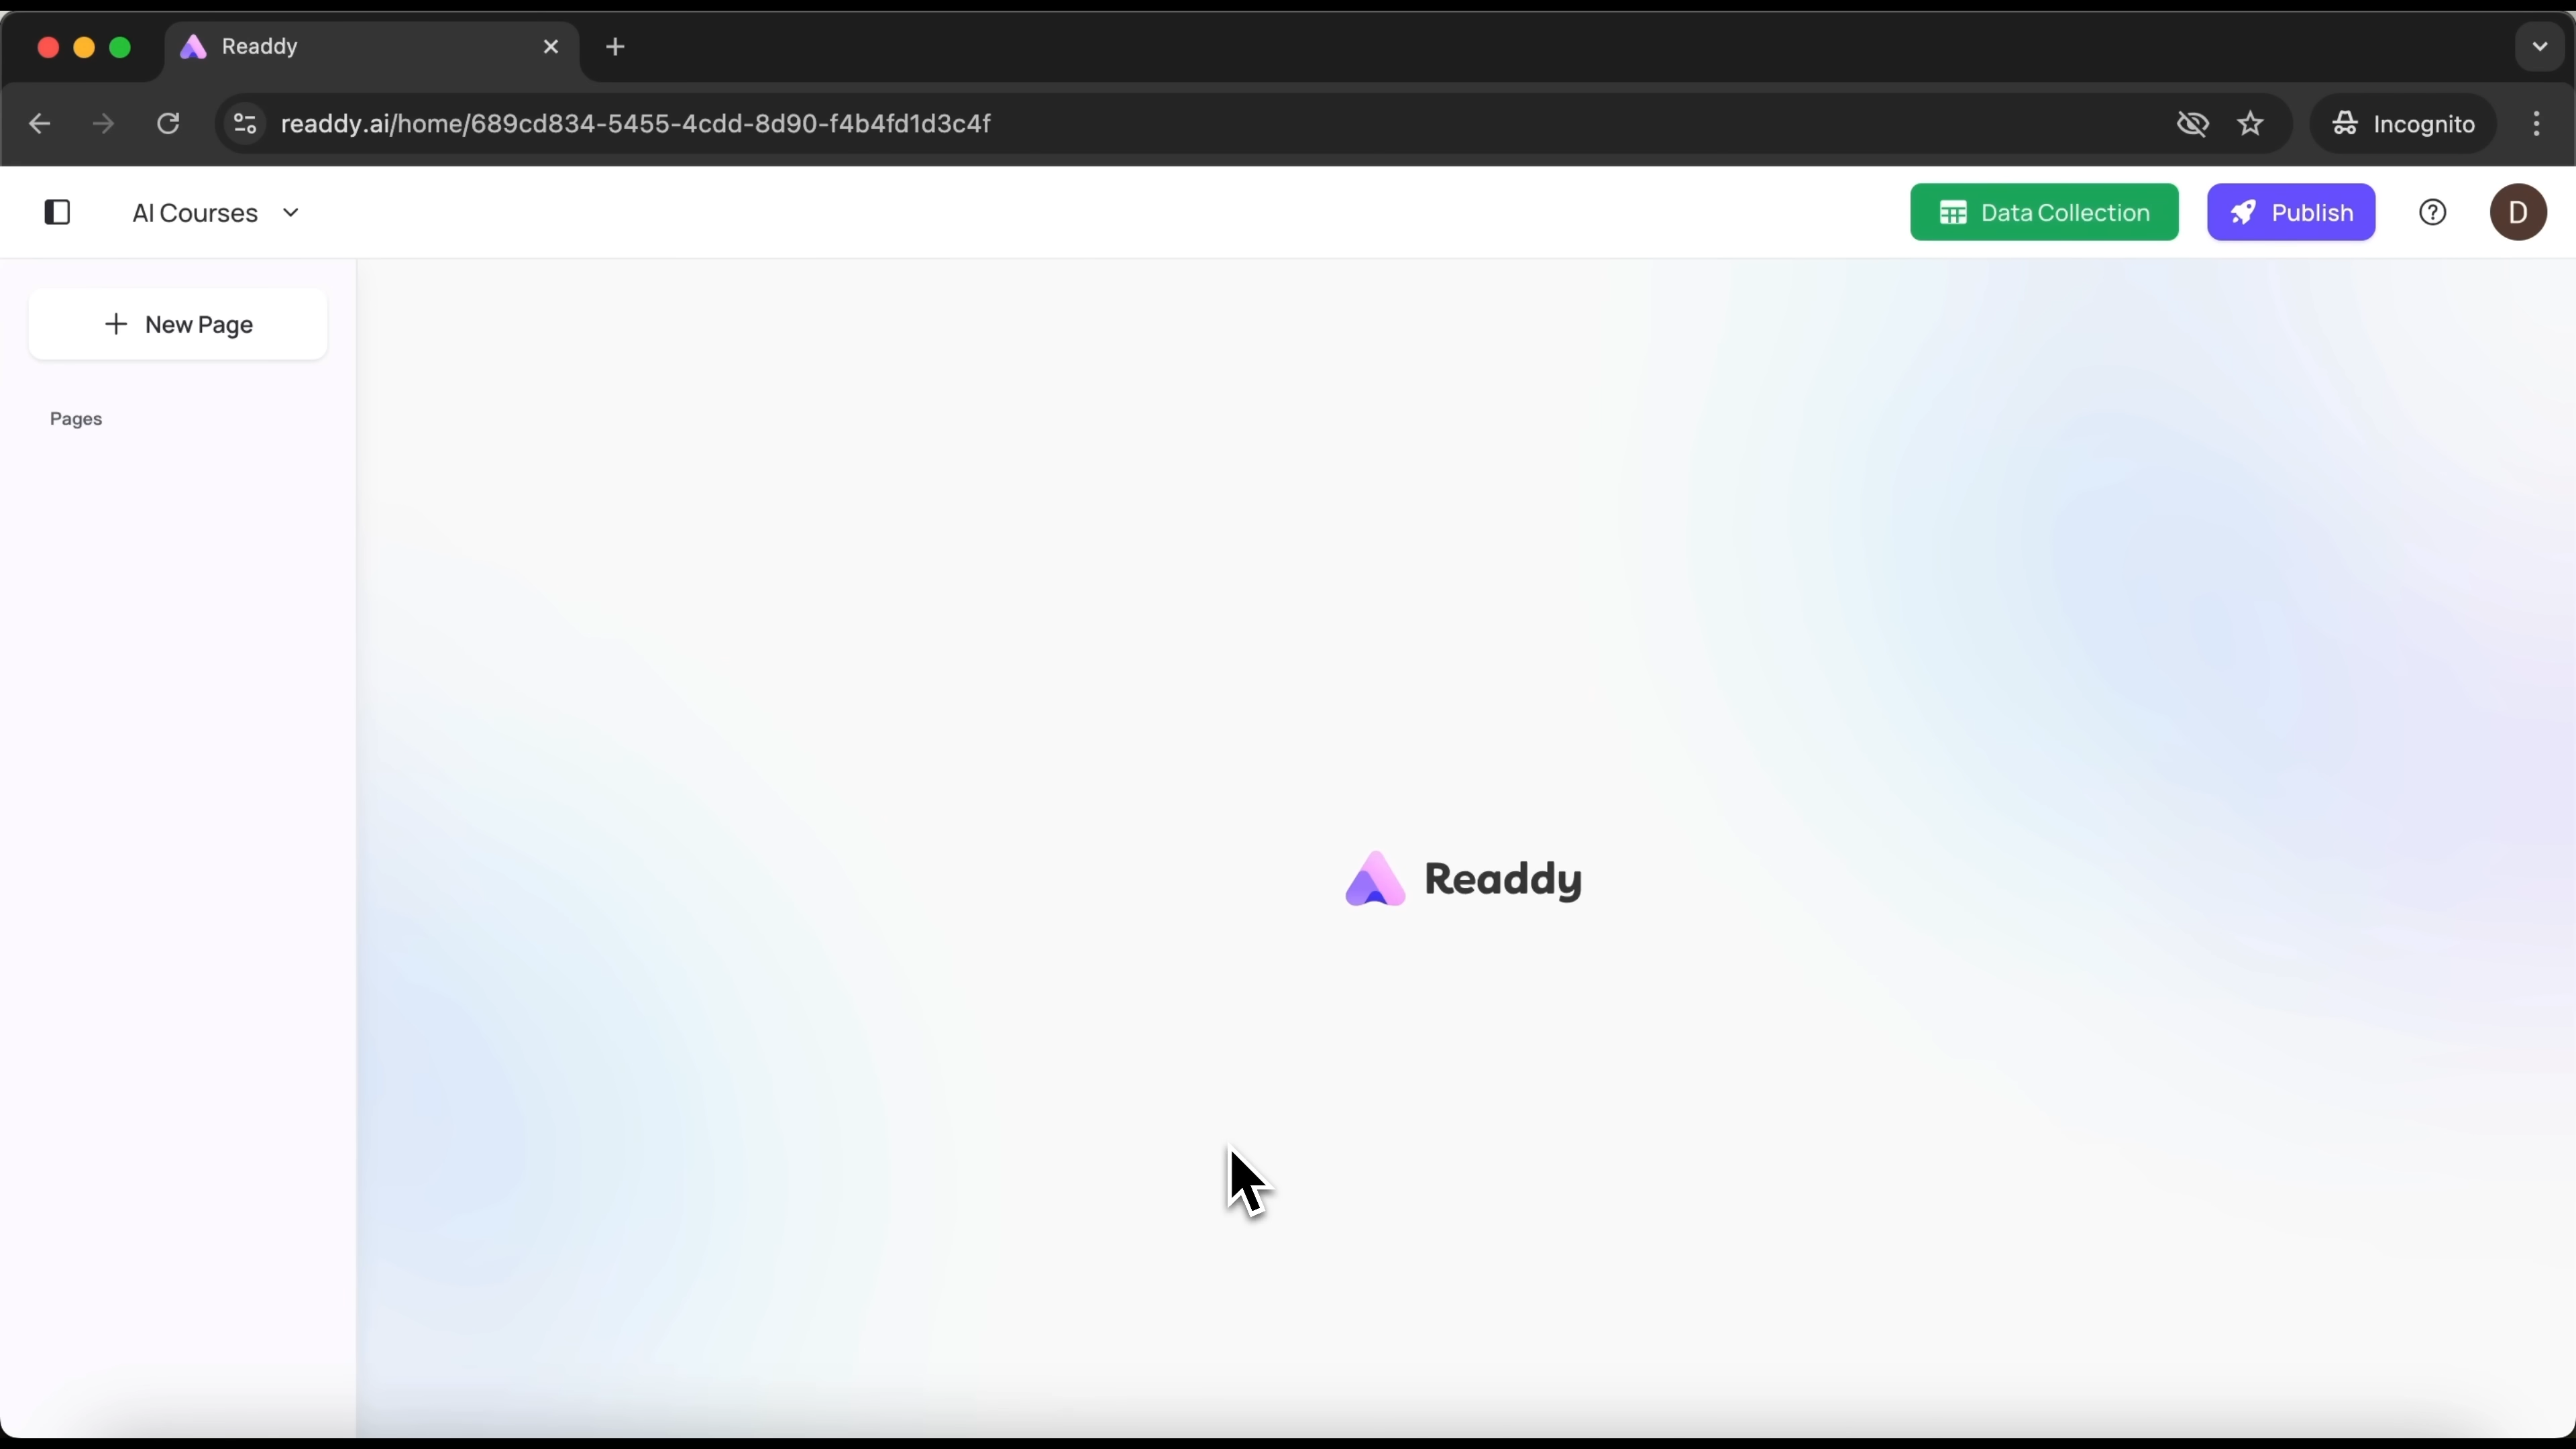 Readdy
readdy.ai/home/689cd834-5455-4cdd-8d90-f4b4fd1d3c4f
Incognito
AI Courses
Data Collection
Publish
D
New Page
Pages
Readdy